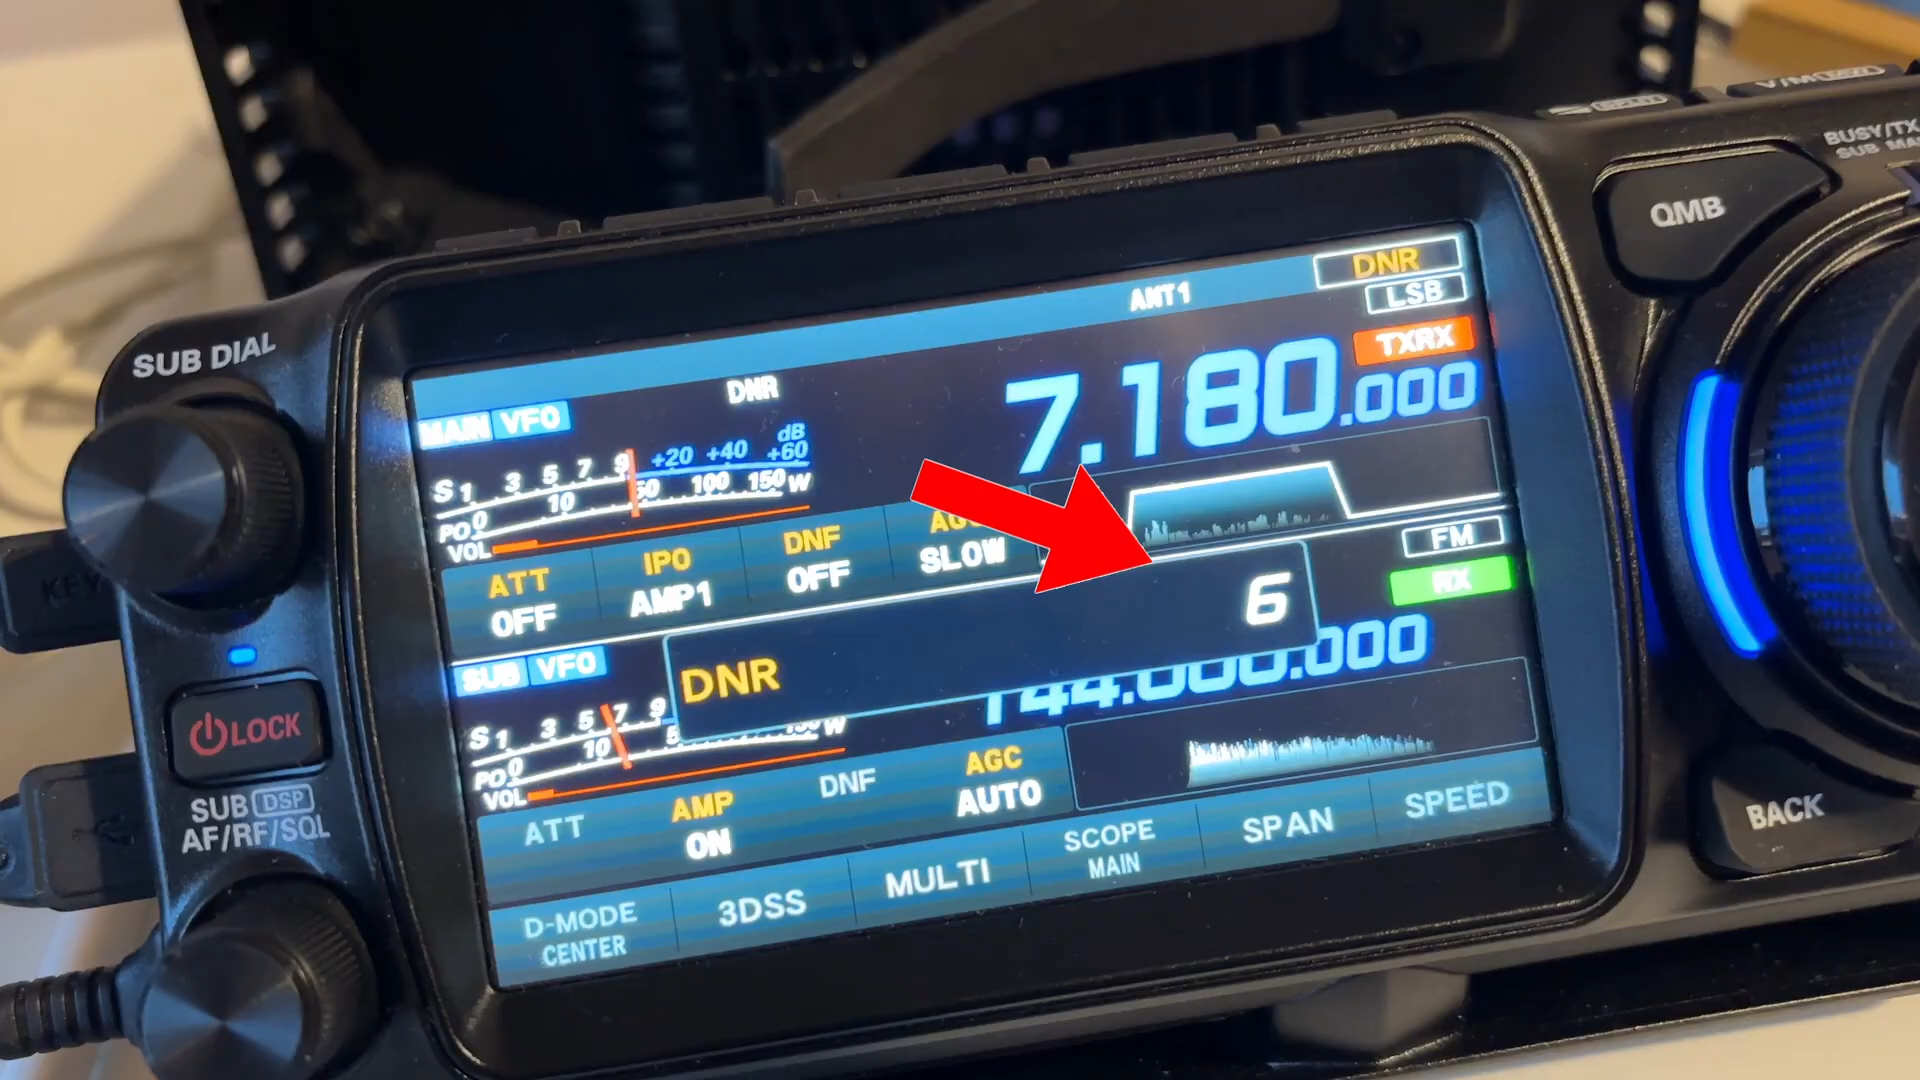 SPLIT
V/M
BUSY/TX
SUB
QMB
SUB DIAL
DNR
ANT1
LSB
TXRX
DNR
7.180.000
MAIN VFO
dB
S 1 3 5 7 9 +20 +40 +60
PO 0 10 50 100 150 W
VOL
ATT
OFF
IPO
AMP1
DNF
OFF
SLOW
FM
RX
6
DNR
SUB VFO
144.000.000
S 1 3 5 7 9
PO 0 10
W
VOL
ATT
AMP
ON
DNF
AGC
AUTO
D-MODE
CENTER
3DSS
MULTI
SCOPE
MAIN
SPAN
SPEED
KEY
LOCK
SUB DSP
AF/RF/SQL
BACK